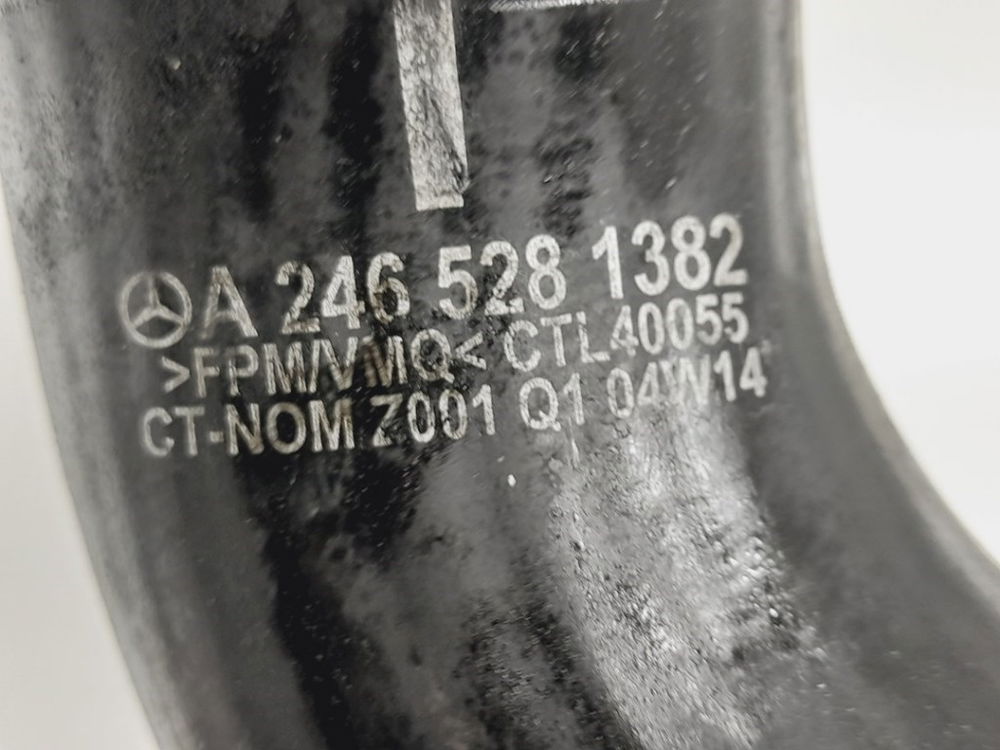 A 246 528 1382
>FPM/VMQ< CTL40055
CT-NOM Z001 Q1 04W14